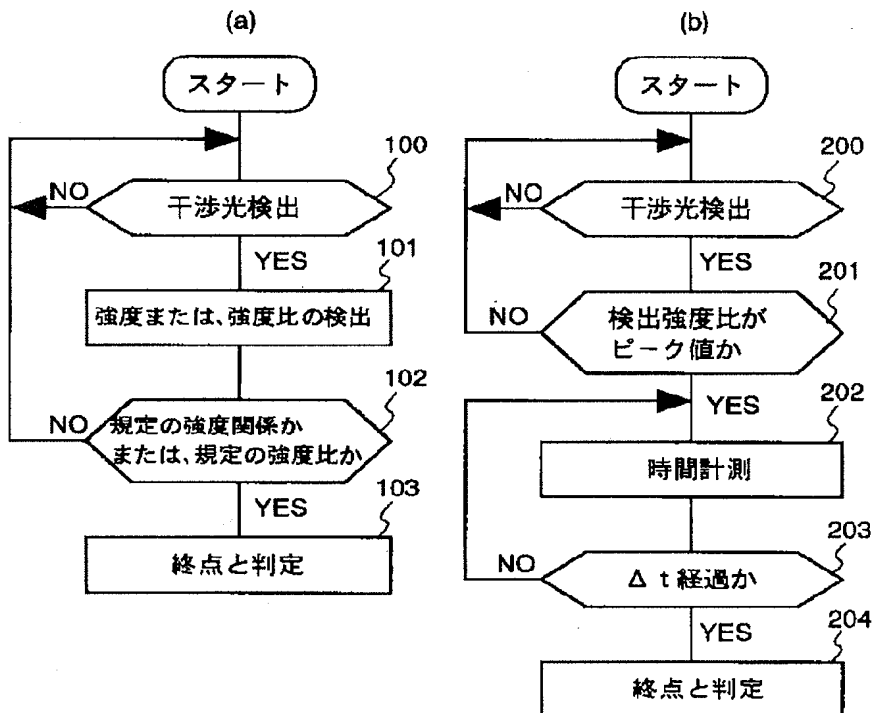 (a)
スタート
100
NO
干渉光検出
YES
101
強度または、強度比の検出
102
NO
規定の強度関係か
または、規定の強度比か
YES
103
終点と判定
(b)
スタート
200
NO
干渉光検出
YES
201
NO
検出強度比が
ピーク値か
YES
202
時間計測
203
NO
Δt経過か
YES
204
終点と判定